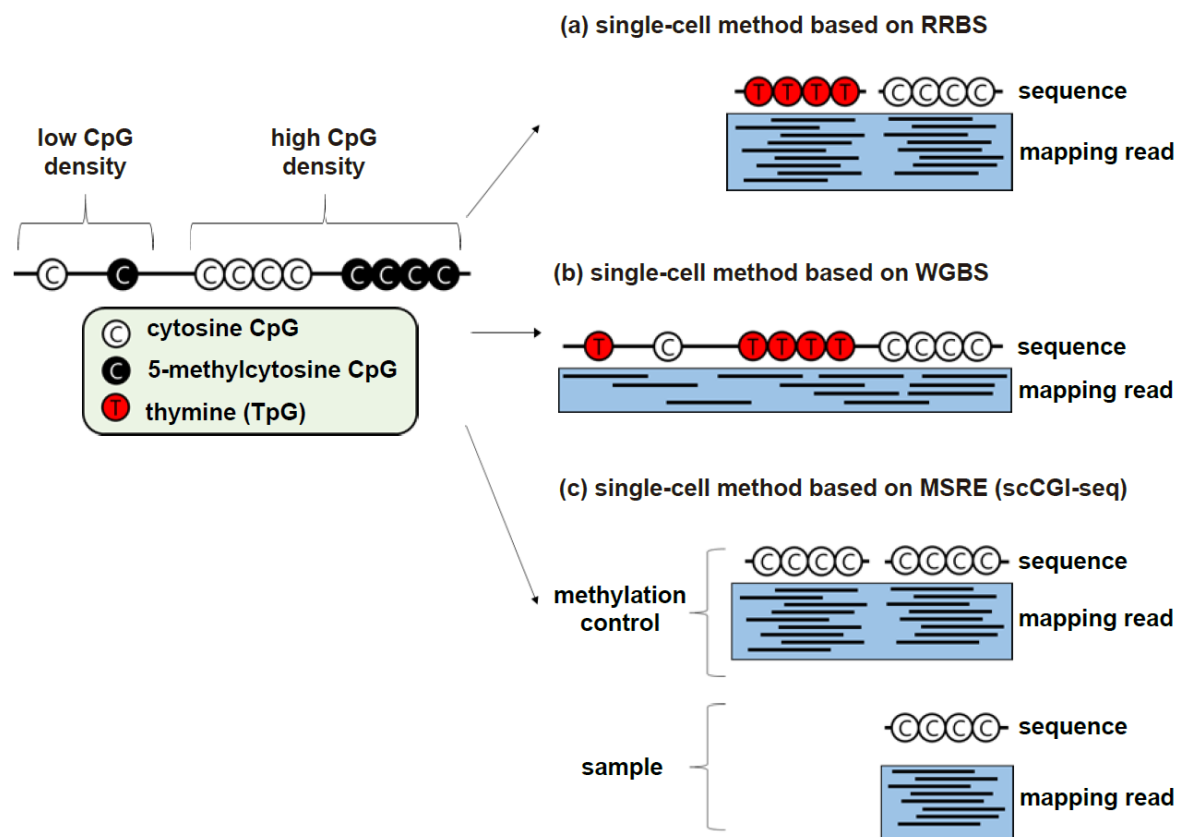 (a) single-cell method based on RRBS
T T T T C C C C sequence
mapping read
low CpG
density
high CpG
density
C C C C C C C C C C
C cytosine CpG
C 5-methylcytosine CpG
T thymine (TpG)
(b) single-cell method based on WGBS
T C T T T T C C C C sequence
mapping read
(c) single-cell method based on MSRE (scCGI-seq)
methylation
control
C C C C C C C C sequence
mapping read
sample
C C C C sequence
mapping read